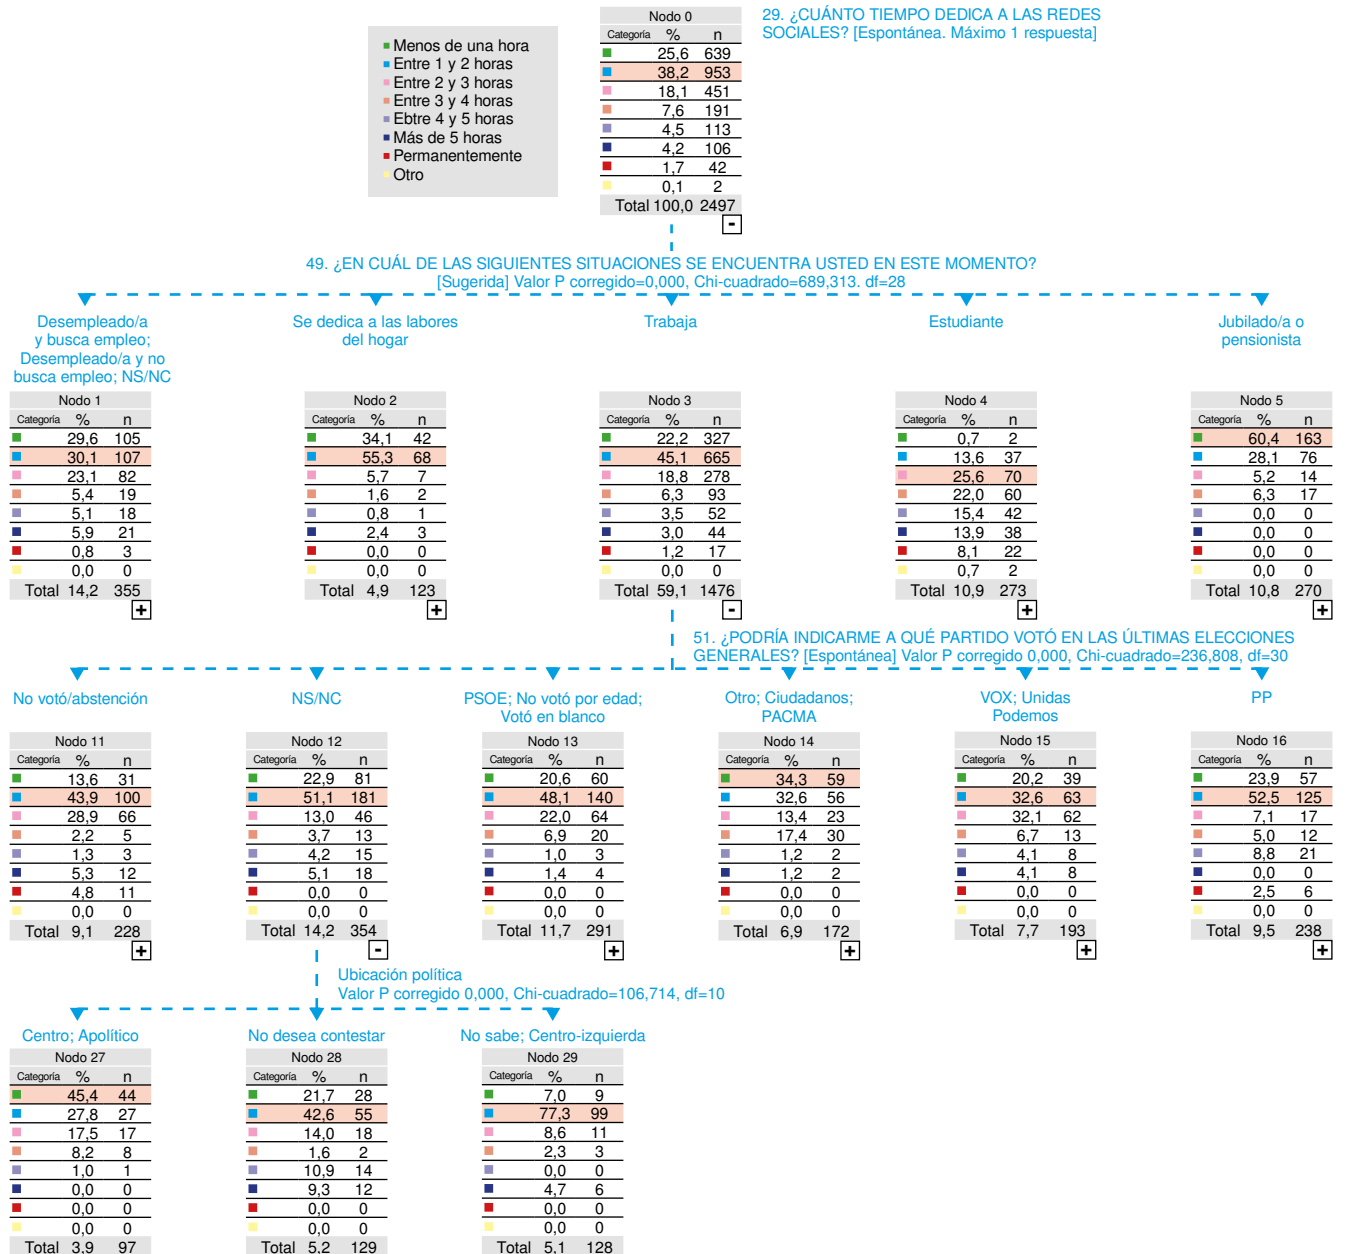 29. ¿CUÁNTO TIEMPO DEDICA A LAS REDES
SOCIALES? [Espontánea. Máximo 1 respuesta]
Menos de una hora
Entre 1 y 2 horas
Entre 2 y 3 horas
Entre 3 y 4 horas
Ebtre 4 y 5 horas
Más de 5 horas
Permanentemente
Otro
Nodo 0
Categoría % n
25,6 639
38,2 953
18,1 451
7,6 191
4,5 113
4,2 106
1,7 42
0,1 2
Total 100,0 2497
-
49. ¿EN CUÁL DE LAS SIGUIENTES SITUACIONES SE ENCUENTRA USTED EN ESTE MOMENTO?
[Sugerida] Valor P corregido=0,000, Chi-cuadrado=689,313. df=28
Desempleado/a
y busca empleo;
Desempleado/a y no
busca empleo; NS/NC
Nodo 1
Categoría % n
29,6 105
30,1 107
23,1 82
5,4 19
5,1 18
5,9 21
0,8 3
0,0 0
Total 14,2 355
+
Se dedica a las labores
del hogar
Nodo 2
Categoría % n
34,1 42
55,3 68
5,7 7
1,6 2
0,8 1
2,4 3
0,0 0
0,0 0
Total 4,9 123
+
Trabaja
Nodo 3
Categoría % n
22,2 327
45,1 665
18,8 278
6,3 93
3,5 52
3,0 44
1,2 17
0,0 0
Total 59,1 1476
-
Estudiante
Nodo 4
Categoría % n
0,7 2
13,6 37
25,6 70
22,0 60
15,4 42
13,9 38
8,1 22
0,7 2
Total 10,9 273
+
Jubilado/a o
pensionista
Nodo 5
Categoría % n
60,4 163
28,1 76
5,2 14
6,3 17
0,0 0
0,0 0
0,0 0
0,0 0
Total 10,8 270
+
51. ¿PODRÍA INDICARME A QUÉ PARTIDO VOTÓ EN LAS ÚLTIMAS ELECCIONES
GENERALES? [Espontánea] Valor P corregido 0,000, Chi-cuadrado=236,808, df=30
No votó/abstención
Nodo 11
Categoría % n
13,6 31
43,9 100
28,9 66
2,2 5
1,3 3
5,3 12
4,8 11
0,0 0
Total 9,1 228
+
NS/NC
Nodo 12
Categoría % n
22,9 81
51,1 181
13,0 46
3,7 13
4,2 15
5,1 18
0,0 0
0,0 0
Total 14,2 354
-
PSOE; No votó por edad;
Votó en blanco
Nodo 13
Categoría % n
20,6 60
48,1 140
22,0 64
6,9 20
1,0 3
1,4 4
0,0 0
0,0 0
Total 11,7 291
+
Otro; Ciudadanos;
PACMA
Nodo 14
Categoría % n
34,3 59
32,6 56
13,4 23
17,4 30
1,2 2
1,2 2
0,0 0
0,0 0
Total 6,9 172
+
VOX; Unidas
Podemos
Nodo 15
Categoría % n
20,2 39
32,6 63
32,1 62
6,7 13
4,1 8
4,1 8
0,0 0
0,0 0
Total 7,7 193
+
PP
Nodo 16
Categoría % n
23,9 57
52,5 125
7,1 17
5,0 12
8,8 21
0,0 0
2,5 6
0,0 0
Total 9,5 238
+
Ubicación política
Valor P corregido 0,000, Chi-cuadrado=106,714, df=10
Centro; Apolítico
Nodo 27
Categoría % n
45,4 44
27,8 27
17,5 17
8,2 8
1,0 1
0,0 0
0,0 0
0,0 0
Total 3,9 97
No desea contestar
Nodo 28
Categoría % n
21,7 28
42,6 55
14,0 18
1,6 2
10,9 14
9,3 12
0,0 0
0,0 0
Total 5,2 129
No sabe; Centro-izquierda
Nodo 29
Categoría % n
7,0 9
77,3 99
8,6 11
2,3 3
0,0 0
4,7 6
0,0 0
0,0 0
Total 5,1 128